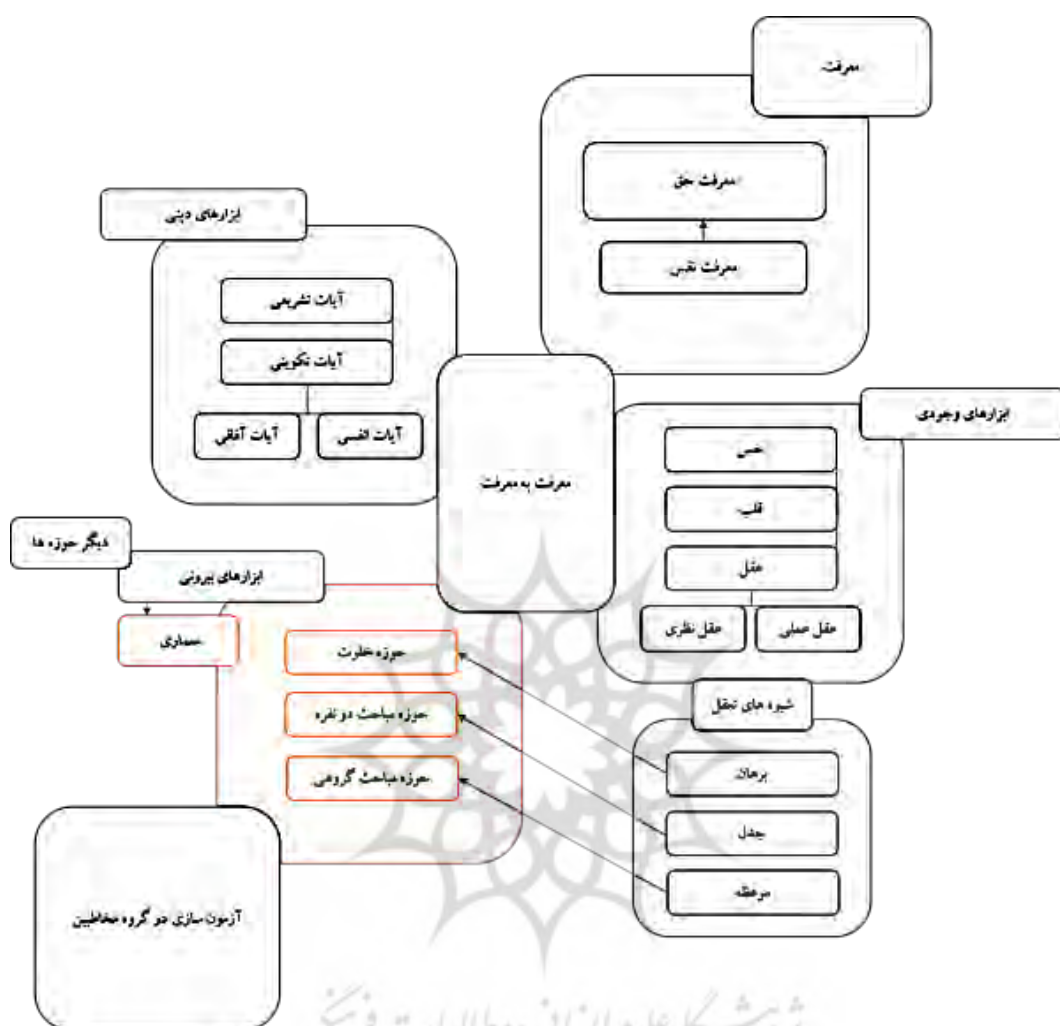 معرفت
معرفت حق
معرفت نفس
ابزارهای دینی
آیات تشریعی
آیات تکوینی
آیات انفسی
آیات آفاقی
معرفت به معرفت
ابزارهای وجودی
حس
قلب
عقل
عقل عملی
عقل نظری
دیگر حوزه ها
ابزارهای بیرونی
معماری
حوزه خلوت
حوزه مباحث دو نفره
حوزه مباحث گروهی
شیوه های تعقل
برهان
جدل
موعظه
آزمون سازی دو گروه مخاطبین